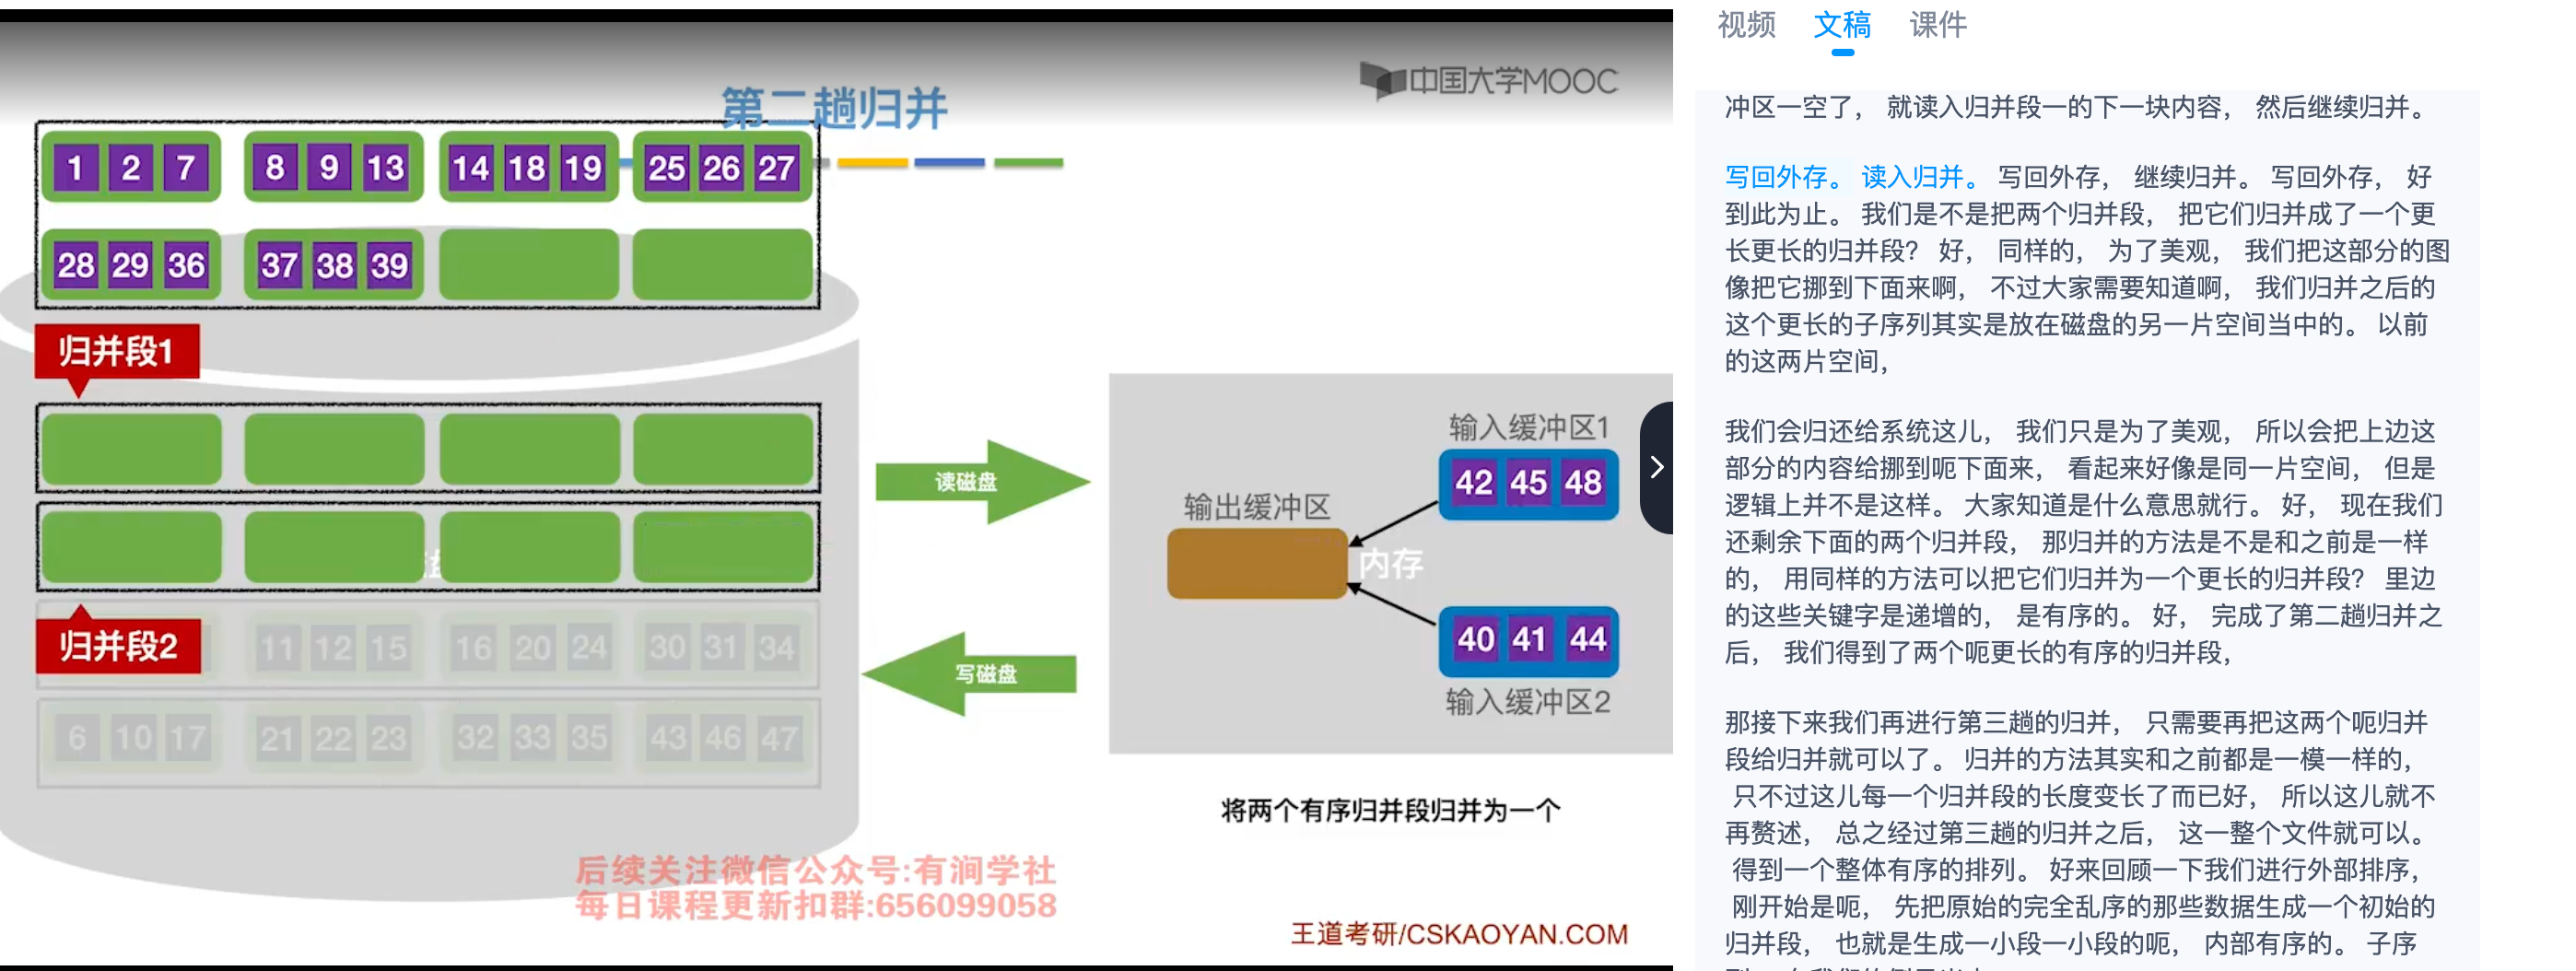 中国大学MOOC
第二趟归并
1 2 7 8 9 13 14 18 19 25 26 27
28 29 36 37 38 39
归并段1
归并段2
11 12 15 16 20 24 30 31 34
6 10 17 21 22 23 32 33 35 43 46 47
读磁盘
写磁盘
输入缓冲区1
42 45 48
输出缓冲区
内存
40 41 44
输入缓冲区2
将两个有序归并段归并为一个
后续关注微信公众号:有涧学社
每日课程更新扣群:656099058
王道考研/CSKAOYAN.COM
视频 文稿 课件
冲区一空了， 就读入归并段一的下一块内容， 然后继续归并。
写回外存。 读入归并。 写回外存， 继续归并。 写回外存， 好
到此为止。 我们是不是把两个归并段， 把它们归并成了一个更
长更长的归并段？ 好， 同样的， 为了美观， 我们把这部分的图
像把它挪到下面来啊， 不过大家需要知道啊， 我们归并之后的
这个更长的子序列其实是放在磁盘的另一片空间当中的。 以前
的这两片空间，
我们会归还给系统这儿， 我们只是为了美观， 所以会把上边这
部分的内容给挪到呃下面来， 看起来好像是同一片空间， 但是
逻辑上并不是这样。 大家知道是什么意思就行。 好， 现在我们
还剩余下面的两个归并段， 那归并的方法是不是和之前是一样
的， 用同样的方法可以把它们归并为一个更长的归并段？ 里边
的这些关键字是递增的， 是有序的。 好， 完成了第二趟归并之
后， 我们得到了两个呃更长的有序的归并段，
那接下来我们再进行第三趟的归并， 只需要再把这两个呃归并
段给归并就可以了。 归并的方法其实和之前都是一模一样的，
只不过这儿每一个归并段的长度变长了而已好， 所以这儿就不
再赘述， 总之经过第三趟的归并之后， 这一整个文件就可以。
得到一个整体有序的排列。 好来回顾一下我们进行外部排序，
刚开始是呃， 先把原始的完全乱序的那些数据生成一个初始的
归并段， 也就是生成一小段一小段的呃， 内部有序的。 子序